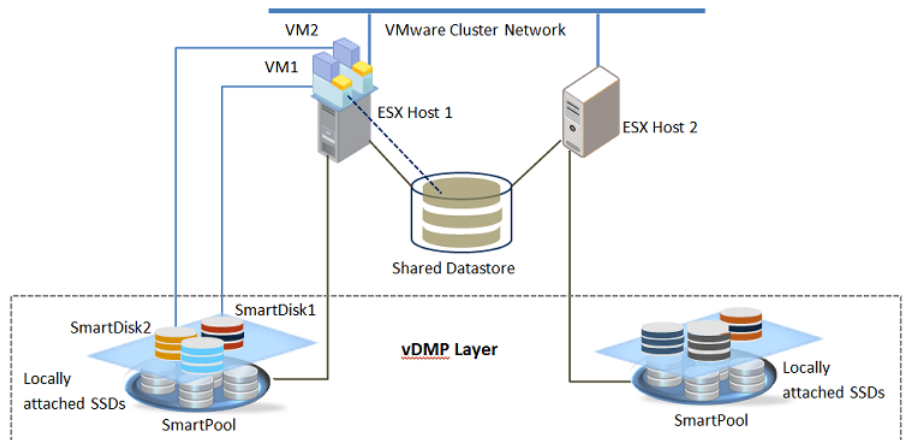 VM2
VMware Cluster Network
VM1
ESX Host 1
ESX Host 2
Shared Datastore
SmartDisk1
SmartDisk2
vDMP Layer
Locally
attached SSDs
Locally
attached SSDs
SmartPool
SmartPool